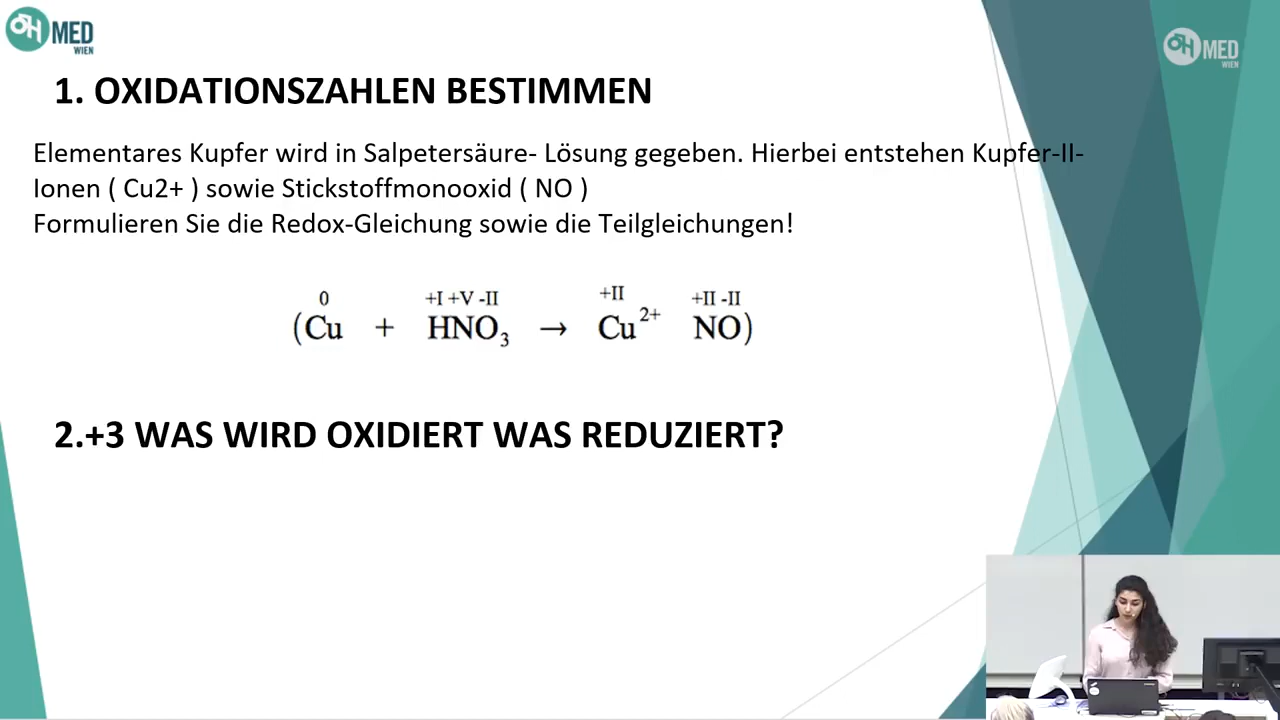 ÖH MED
WIEN
ÖH MED
WIEN
1. OXIDATIONSZAHLEN BESTIMMEN
Elementares Kupfer wird in Salpetersäure- Lösung gegeben. Hierbei entstehen Kupfer-II-
Ionen ( Cu2+ ) sowie Stickstoffmonooxid ( NO )
Formulieren Sie die Redox-Gleichung sowie die Teilgleichungen!
0 +I +V -II +II +II -II
(Cu + HNO₃ → Cu²⁺ NO)
2.+3 WAS WIRD OXIDIERT WAS REDUZIERT?